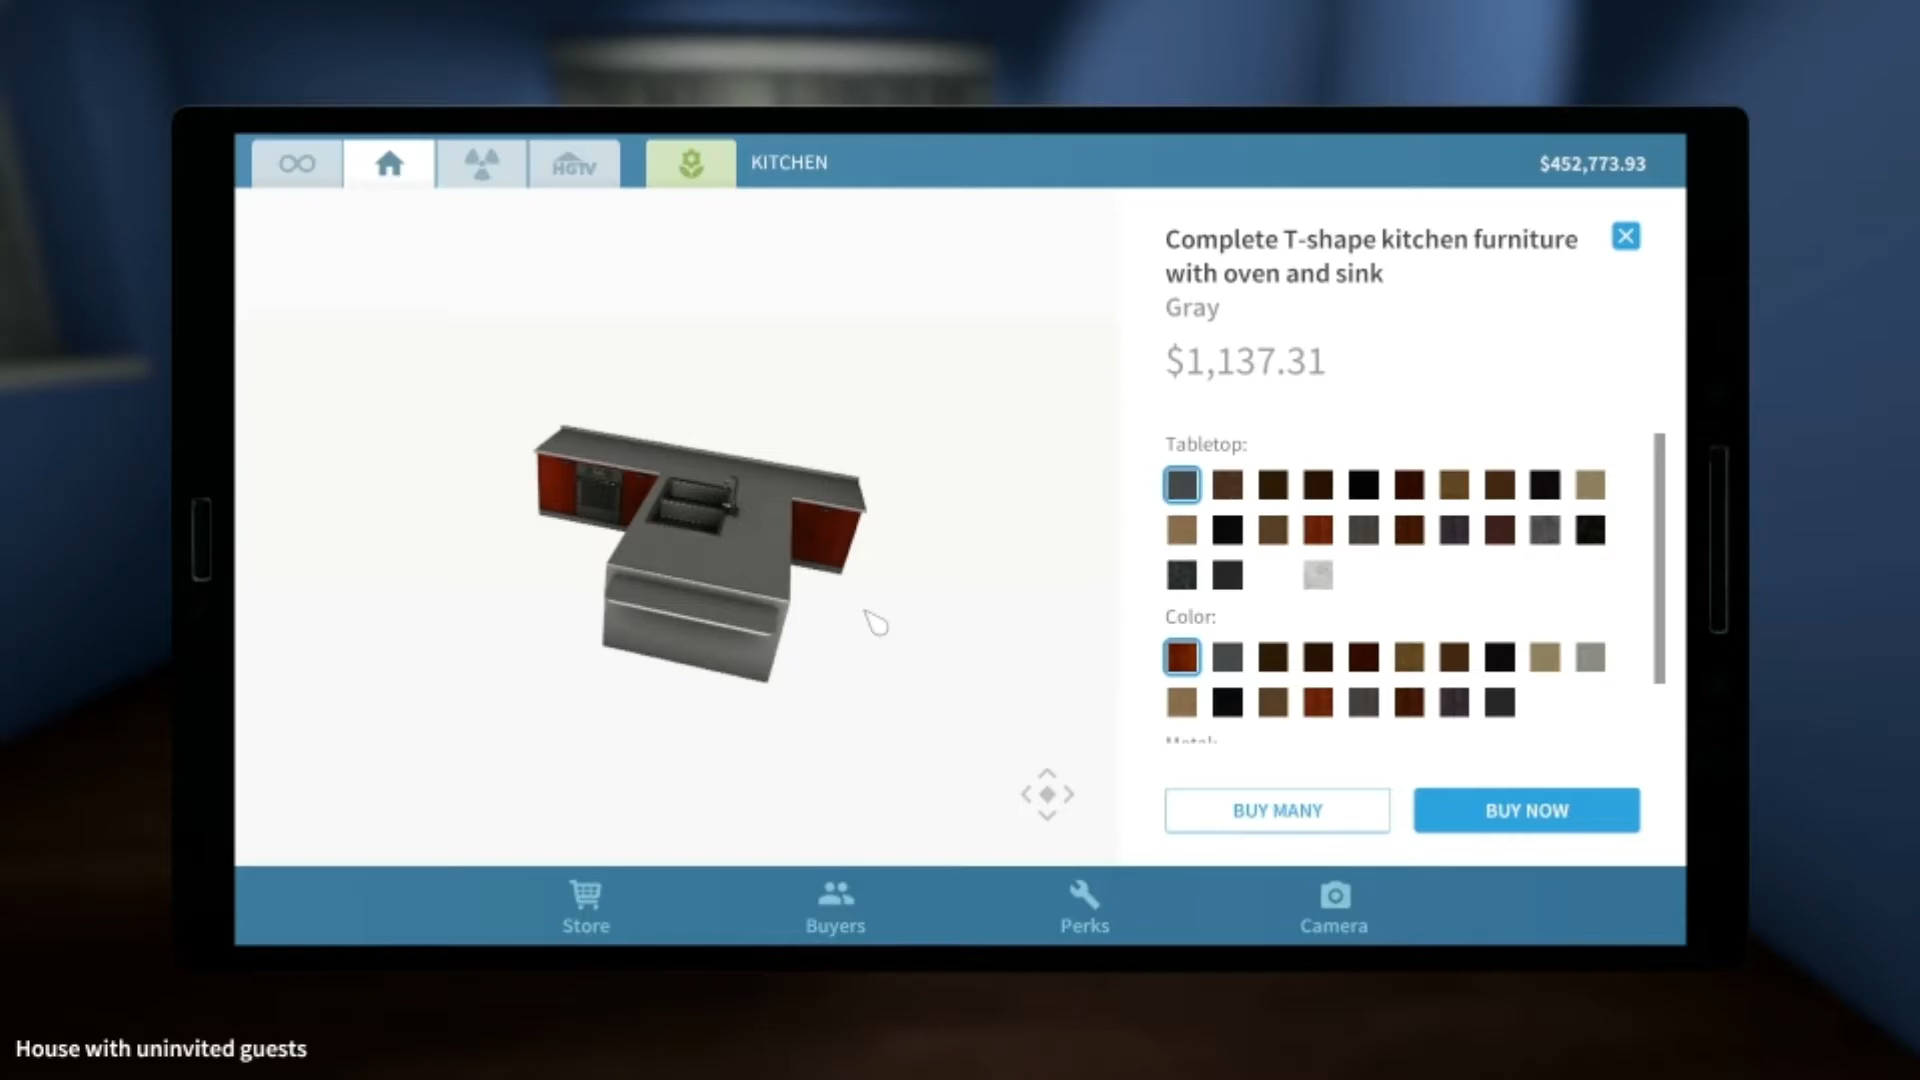 HGTV
KITCHEN
$452,773.93
Complete T-shape kitchen furniture
with oven and sink
Gray
$1,137.31
Tabletop:
Color:
Metal:
BUY MANY
BUY NOW
Store
Buyers
Perks
Camera
House with uninvited guests